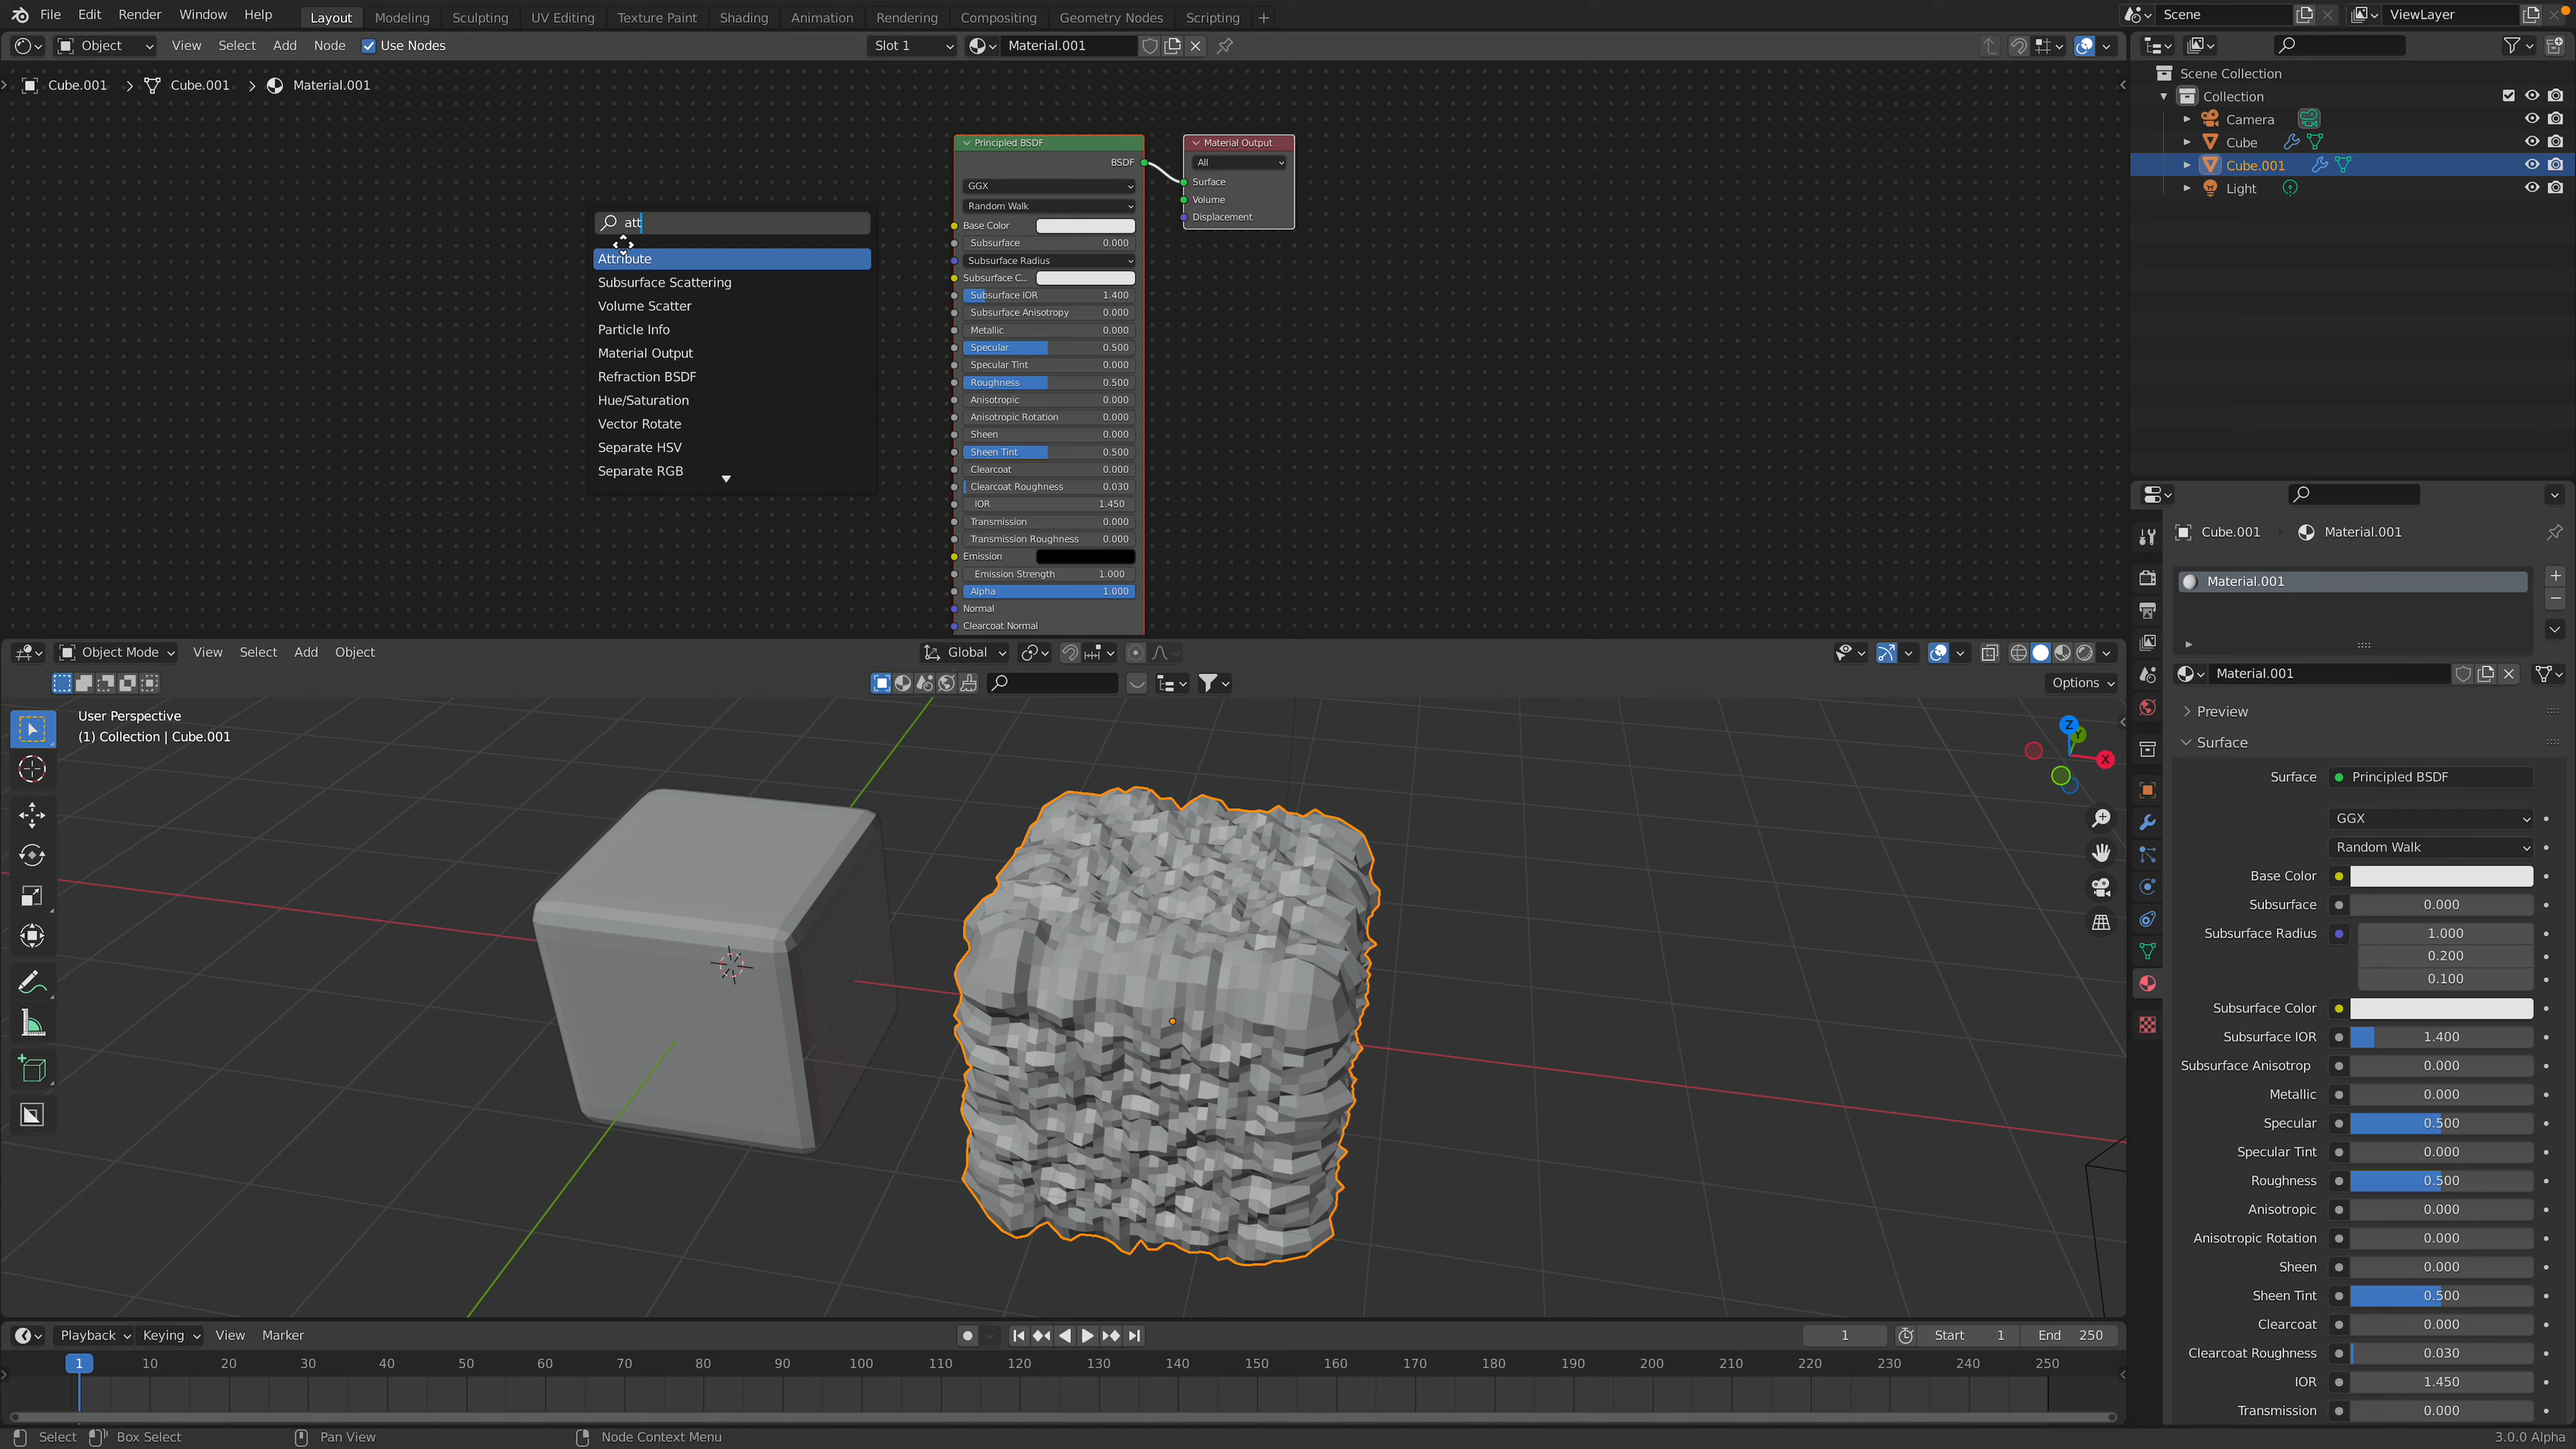 File Edit Render Window Help Layout Modeling Sculpting UV Editing Texture Paint Shading Animation Rendering Compositing Geometry Nodes Scripting + Scene ViewLayer
Object View Select Add Node Use Nodes Slot 1 Material.001
Cube.001 > Cube.001 > Material.001
Scene Collection
Collection
Camera
Cube
Cube.001
Light
att
Attribute
Subsurface Scattering
Volume Scatter
Particle Info
Material Output
Refraction BSDF
Hue/Saturation
Vector Rotate
Separate HSV
Separate RGB
Principled BSDF
BSDF
GGX
Random Walk
Base Color
Subsurface 0.000
Subsurface Radius
Subsurface C...
Subsurface IOR 1.400
Subsurface Anisotropy 0.000
Metallic 0.000
Specular 0.500
Specular Tint 0.000
Roughness 0.500
Anisotropic 0.000
Anisotropic Rotation 0.000
Sheen 0.000
Sheen Tint 0.500
Clearcoat 0.000
Clearcoat Roughness 0.030
IOR 1.450
Transmission 0.000
Transmission Roughness 0.000
Emission
Emission Strength 1.000
Alpha 1.000
Normal
Clearcoat Normal
Material Output
All
Surface
Volume
Displacement
Object Mode View Select Add Object Global
Options
User Perspective
(1) Collection | Cube.001
Z
Y
X
Cube.001 Material.001
Material.001
Material.001
Preview
Surface
Surface Principled BSDF
GGX
Random Walk
Base Color
Subsurface 0.000
Subsurface Radius 1.000
0.200
0.100
Subsurface Color
Subsurface IOR 1.400
Subsurface Anisotrop 0.000
Metallic 0.000
Specular 0.500
Specular Tint 0.000
Roughness 0.500
Anisotropic 0.000
Anisotropic Rotation 0.000
Sheen 0.000
Sheen Tint 0.500
Clearcoat 0.000
Clearcoat Roughness 0.030
IOR 1.450
Transmission 0.000
Playback Keying View Marker 1 Start 1 End 250
1 10 20 30 40 50 60 70 80 90 100 110 120 130 140 150 160 170 180 190 200 210 220 230 240 250
Select Box Select Pan View Node Context Menu 3.0.0 Alpha